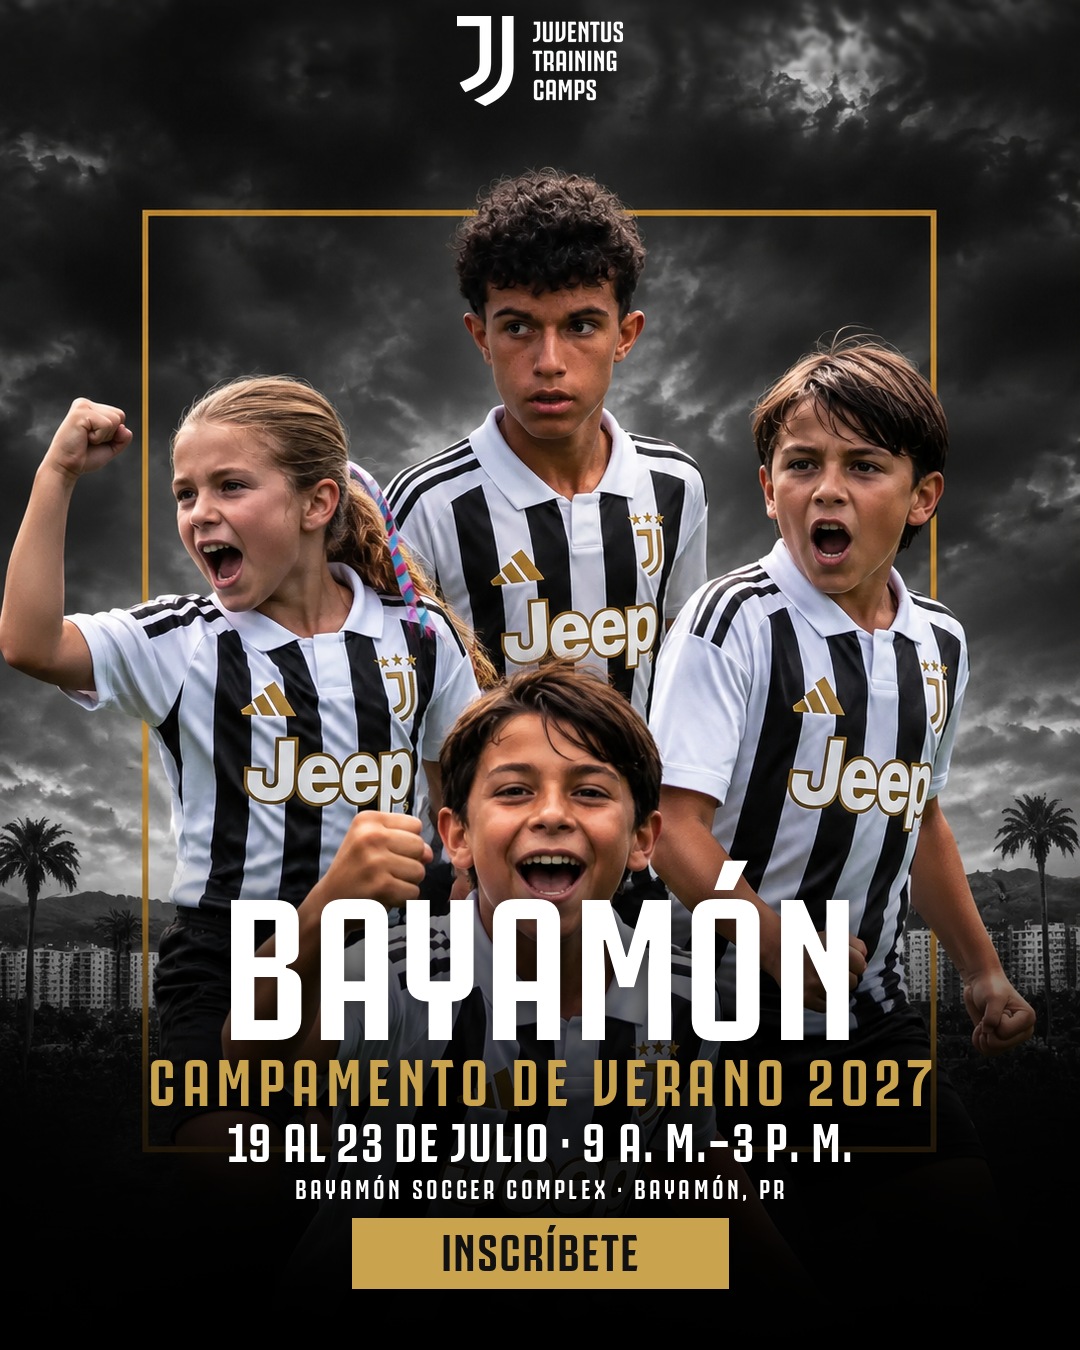 JUVENTUS
TRAINING
CAMPS
Jeep
Jeep
Jeep
BAYAMÓN
CAMPAMENTO DE VERANO 2027
19 AL 23 DE JULIO · 9 A. M.–3 P. M.
BAYAMÓN SOCCER COMPLEX · BAYAMÓN, PR
INSCRÍBETE